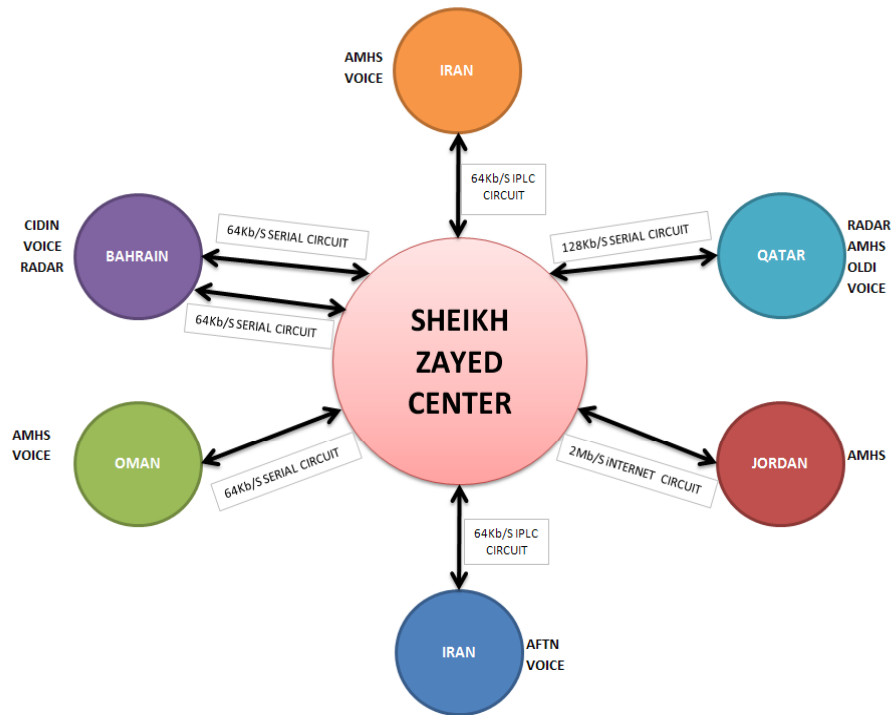 AMHS
VOICE
IRAN
64Kb/S IPLC
CIRCUIT
CIDIN
VOICE
RADAR
BAHRAIN
64Kb/S SERIAL CIRCUIT
64Kb/S SERIAL CIRCUIT
128Kb/S SERIAL CIRCUIT
QATAR
RADAR
AMHS
OLDI
VOICE
SHEIKH
ZAYED
CENTER
AMHS
VOICE
OMAN
64Kb/S SERIAL CIRCUIT
2Mb/S iNTERNET CIRCUIT
JORDAN
AMHS
64Kb/S IPLC
CIRCUIT
IRAN
AFTN
VOICE